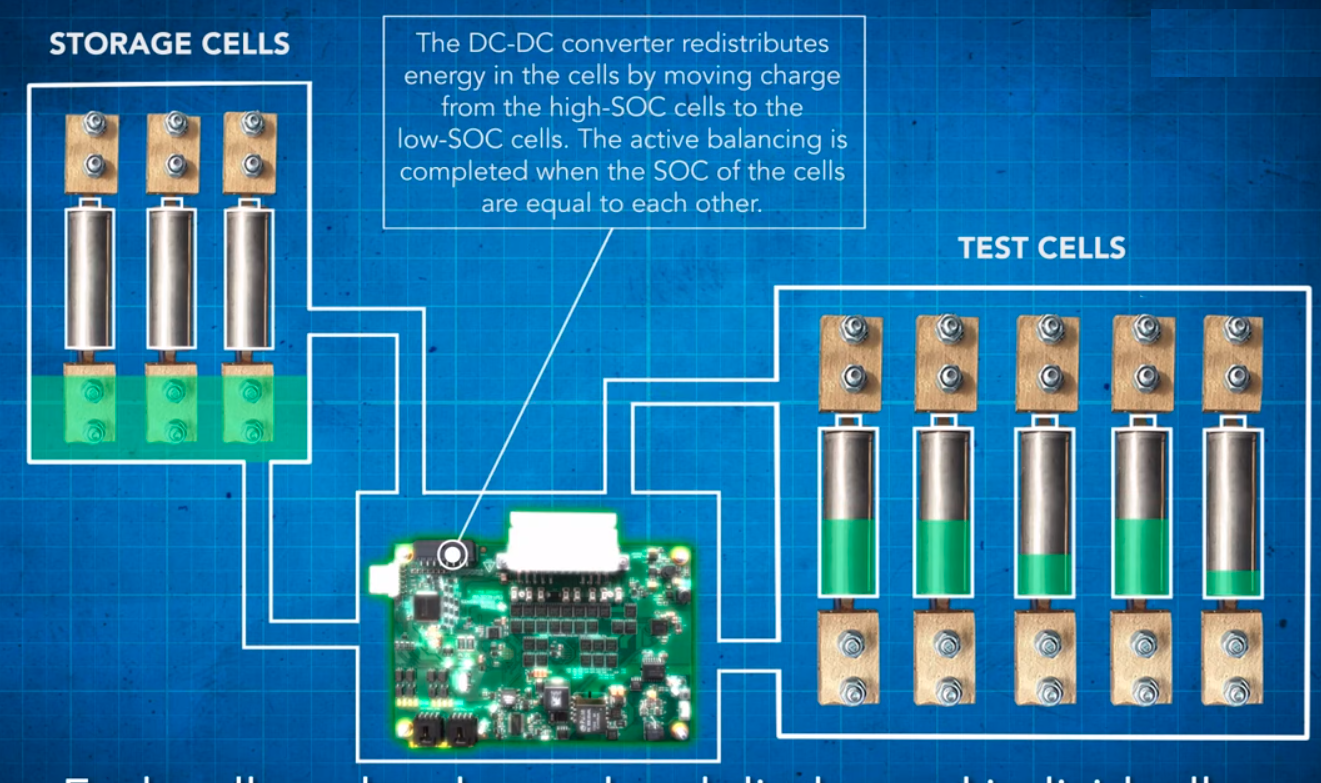 STORAGE CELLS
The DC-DC converter redistributes
energy in the cells by moving charge
from the high-SOC cells to the
low-SOC cells. The active balancing is
completed when the SOC of the cells
are equal to each other.
TEST CELLS